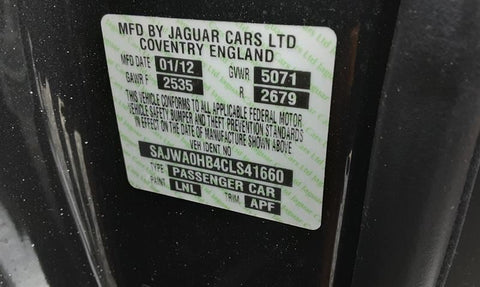 MFD BY JAGUAR CARS LTD
COVENTRY ENGLAND
MFD DATE 01/12 GVWR 5071
GAWR F 2535 R 2679
THIS VEHICLE CONFORMS TO ALL APPLICABLE FEDERAL MOTOR
VEHICLE SAFETY BUMPER AND THEFT PREVENTION STANDARDS
IN EFFECT ON THE DATE OF MANUFACTURE SHOWN ABOVE
VEH IDENT NO
SAJWA0HB4CLS41660
TYPE: PASSENGER CAR
PAINT: LNL TRIM: APF